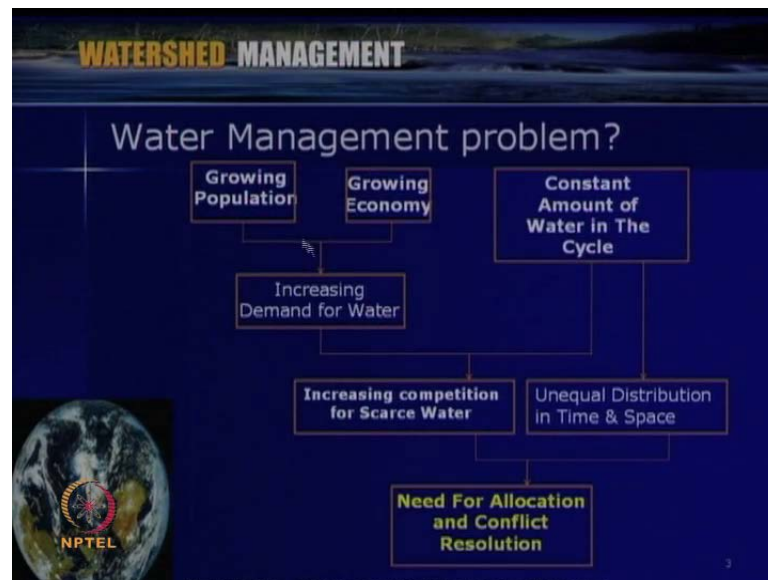 WATERSHED MANAGEMENT
Water Management problem?
Growing
Population
Growing
Economy
Constant
Amount of
Water in The
Cycle
Increasing
Demand for Water
Increasing competition
for Scarce Water
Unequal Distribution
in Time & Space
Need For Allocation
and Conflict
Resolution
NPTEL
3